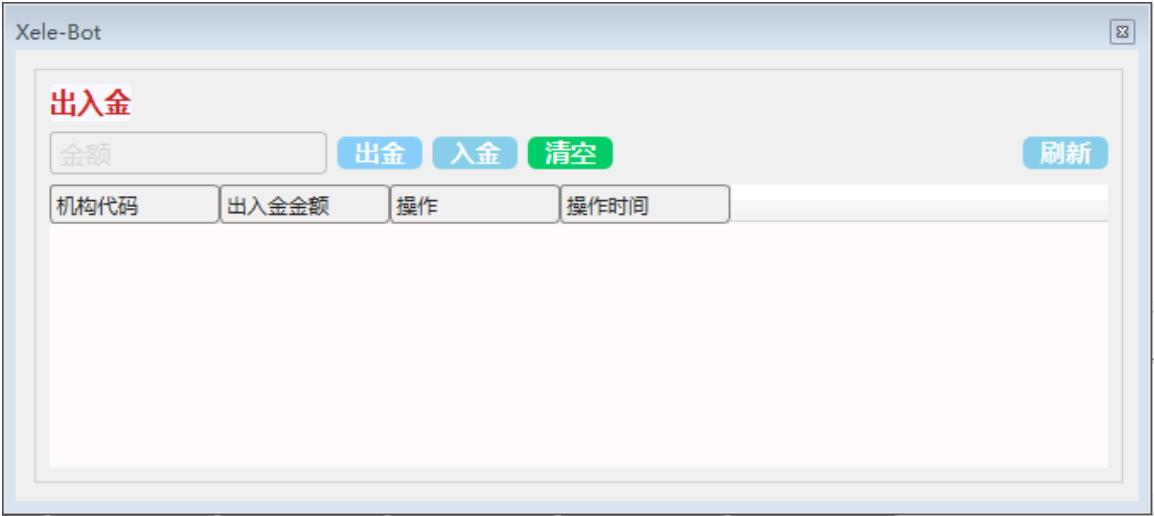 Xele-Bot
出入金
金额 出金 入金 清空 刷新
机构代码 出入金金额 操作 操作时间